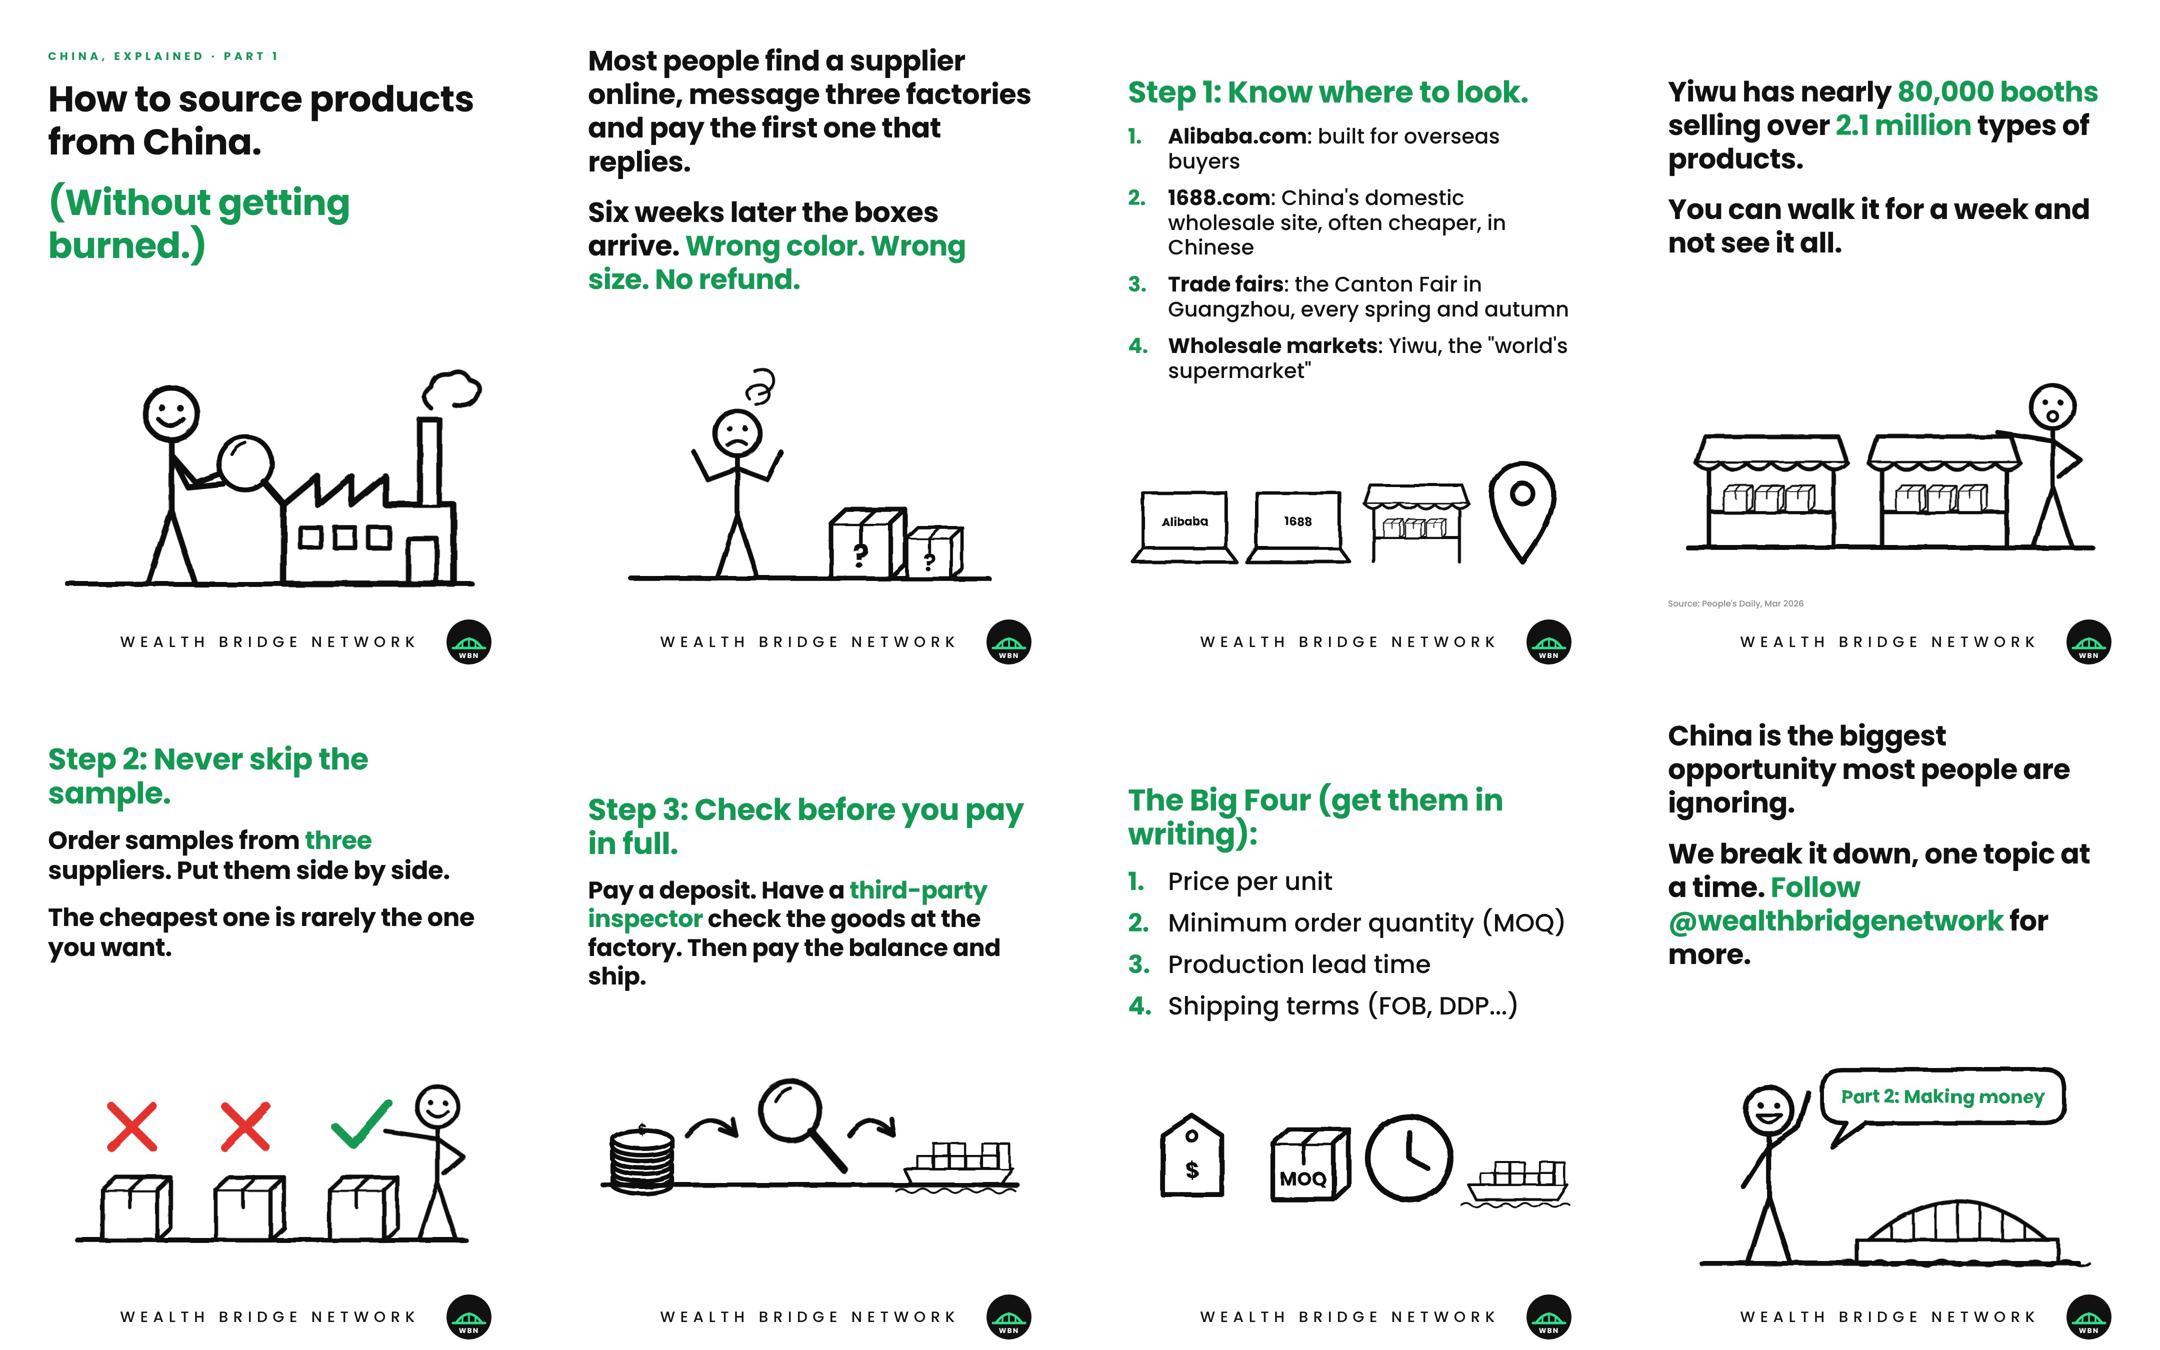 CHINA, EXPLAINED · PART 1
How to source products
from China.
(Without getting
burned.)
WEALTH BRIDGE NETWORK
WBN
Most people find a supplier
online, message three factories
and pay the first one that
replies.
Six weeks later the boxes
arrive. Wrong color. Wrong
size. No refund.
?
?
WEALTH BRIDGE NETWORK
WBN
Step 1: Know where to look.
1. Alibaba.com: built for overseas
buyers
2. 1688.com: China's domestic
wholesale site, often cheaper, in
Chinese
3. Trade fairs: the Canton Fair in
Guangzhou, every spring and autumn
4. Wholesale markets: Yiwu, the "world's
supermarket"
Alibaba
1688
WEALTH BRIDGE NETWORK
WBN
Yiwu has nearly 80,000 booths
selling over 2.1 million types of
products.
You can walk it for a week and
not see it all.
Source: People's Daily, Mar 2026
WEALTH BRIDGE NETWORK
WBN
Step 2: Never skip the
sample.
Order samples from three
suppliers. Put them side by side.
The cheapest one is rarely the one
you want.
WEALTH BRIDGE NETWORK
WBN
Step 3: Check before you pay
in full.
Pay a deposit. Have a third-party
inspector check the goods at the
factory. Then pay the balance and
ship.
$
WEALTH BRIDGE NETWORK
WBN
The Big Four (get them in
writing):
1. Price per unit
2. Minimum order quantity (MOQ)
3. Production lead time
4. Shipping terms (FOB, DDP...)
$
MOQ
WEALTH BRIDGE NETWORK
WBN
China is the biggest
opportunity most people are
ignoring.
We break it down, one topic at
a time. Follow
@wealthbridgenetwork for
more.
Part 2: Making money
WEALTH BRIDGE NETWORK
WBN